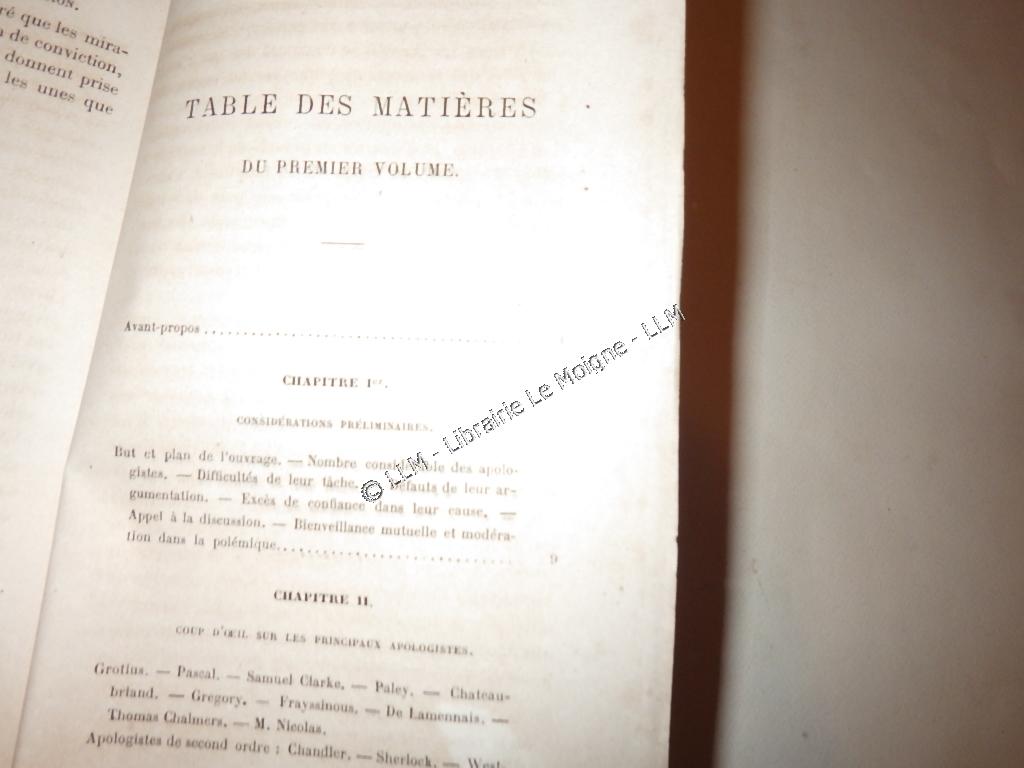 ré que les mira-
de conviction,
donnent prise
les unes que
TABLE DES MATIÈRES
DU PREMIER VOLUME.
Avant-propos
CHAPITRE Ier.
CONSIDÉRATIONS PRÉLIMINAIRES.
But et plan de l'ouvrage. — Nombre considérable des apolo-
gistes. — Difficultés de leur tâche. — Défauts de leur ar-
gumentation. — Excès de confiance dans leur cause. —
Appel à la discussion. — Bienveillance mutuelle et modéra-
tion dans la polémique. 9
CHAPITRE II.
COUP D'ŒIL SUR LES PRINCIPAUX APOLOGISTES.
Grotius. — Pascal. — Samuel Clarke. — Paley. — Chateau-
briand. — Gregory. — Frayssinous. — De Lamennais. —
Thomas Chalmers. — M. Nicolas.
Apologistes de second ordre : Chandler. — Sherlock. — West.
© LLM - Librairie Le Moigne - LLM